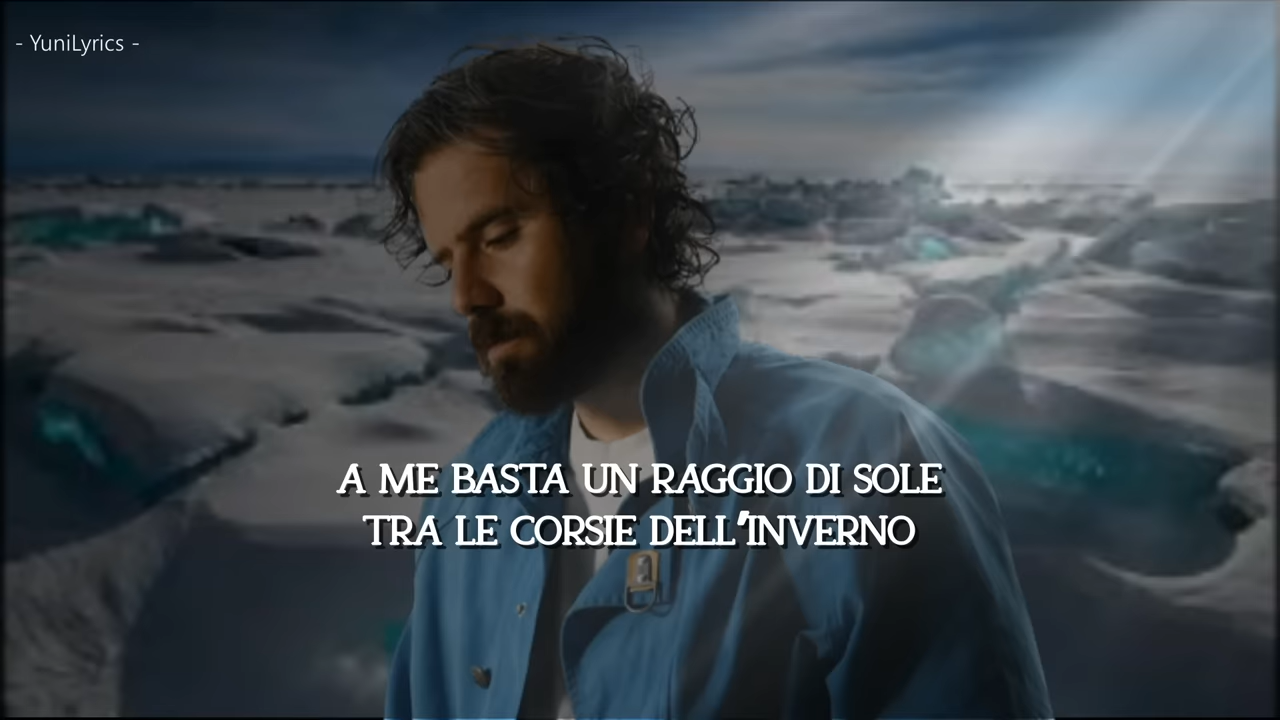 - YuniLyrics -
A ME BASTA UN RAGGIO DI SOLE
TRA LE CORSIE DELL'INVERNO